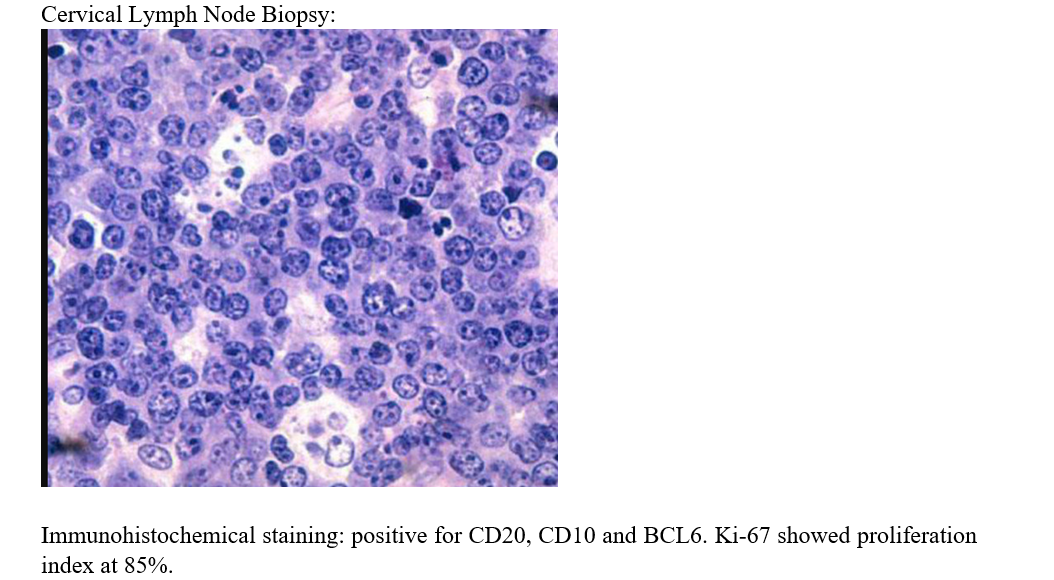 Cervical Lymph Node Biopsy:
Immunohistochemical staining: positive for CD20, CD10 and BCL6. Ki-67 showed proliferation
index at 85%.